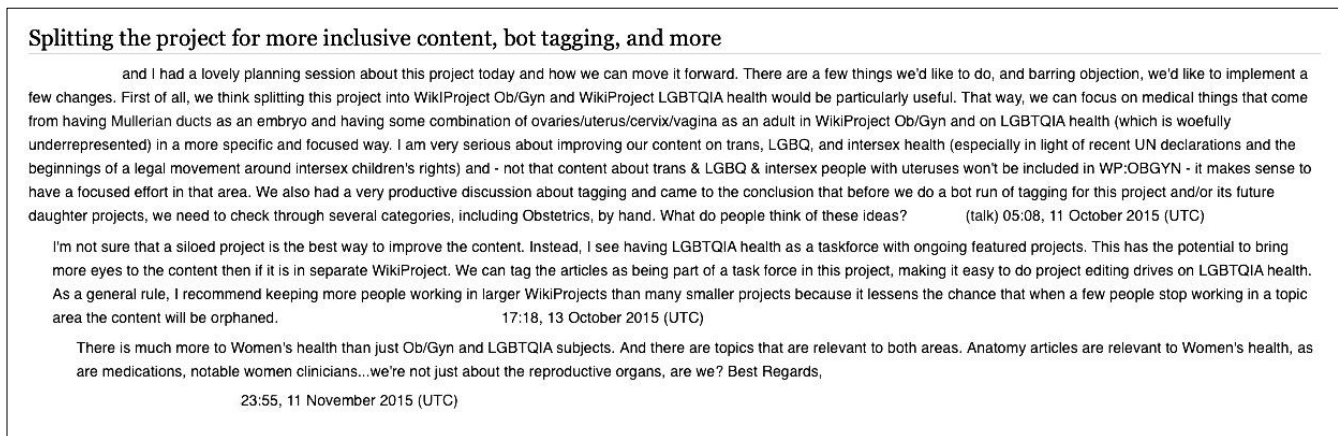 Splitting the project for more inclusive content, bot tagging, and more
and I had a lovely planning session about this project today and how we can move it forward. There are a few things we'd like to do, and barring objection, we'd like to implement a
few changes. First of all, we think splitting this project into WikIProject Ob/Gyn and WikiProject LGBTQIA health would be particularly useful. That way, we can focus on medical things that come
from having Mullerian ducts as an embryo and having some combination of ovaries/uterus/cervix/vagina as an adult in WikiProject Ob/Gyn and on LGBTQIA health (which is woefully
underrepresented) in a more specific and focused way. I am very serious about improving our content on trans, LGBQ, and intersex health (especially in light of recent UN declarations and the
beginnings of a legal movement around intersex children's rights) and - not that content about trans & LGBQ & intersex people with uteruses won't be included in WP:OBGYN - it makes sense to
have a focused effort in that area. We also had a very productive discussion about tagging and came to the conclusion that before we do a bot run of tagging for this project and/or its future
daughter projects, we need to check through several categories, including Obstetrics, by hand. What do people think of these ideas? (talk) 05:08, 11 October 2015 (UTC)
I'm not sure that a siloed project is the best way to improve the content. Instead, I see having LGBTQIA health as a taskforce with ongoing featured projects. This has the potential to bring
more eyes to the content then if it is in separate WikiProject. We can tag the articles as being part of a task force in this project, making it easy to do project editing drives on LGBTQIA health.
As a general rule, I recommend keeping more people working in larger WikiProjects than many smaller projects because it lessens the chance that when a few people stop working in a topic
area the content will be orphaned. 17:18, 13 October 2015 (UTC)
There is much more to Women's health than just Ob/Gyn and LGBTQIA subjects. And there are topics that are relevant to both areas. Anatomy articles are relevant to Women's health, as
are medications, notable women clinicians...we're not just about the reproductive organs, are we? Best Regards,
23:55, 11 November 2015 (UTC)